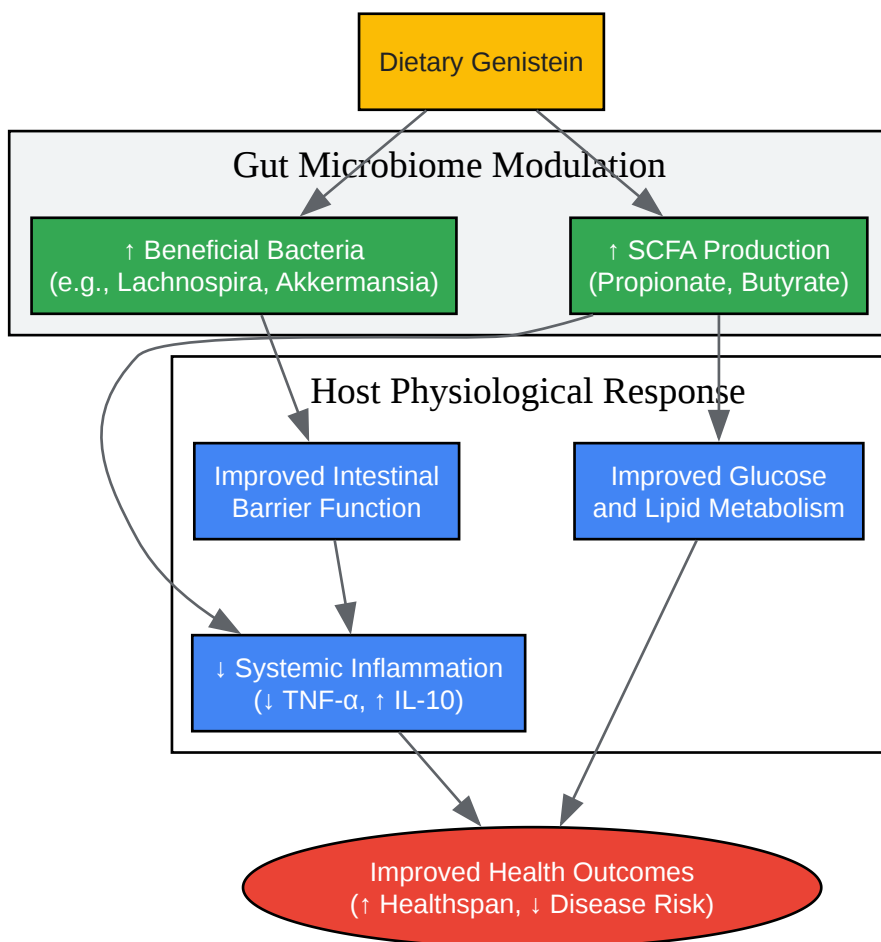 Dietary Genistein
Gut Microbiome Modulation
↑ Beneficial Bacteria
(e.g., Lachnospira, Akkermansia)
↑ SCFA Production
(Propionate, Butyrate)
Host Physiological Response
Improved Intestinal
Barrier Function
Improved Glucose
and Lipid Metabolism
↓ Systemic Inflammation
(↓ TNF-α, ↑ IL-10)
Improved Health Outcomes
(↑ Healthspan, ↓ Disease Risk)